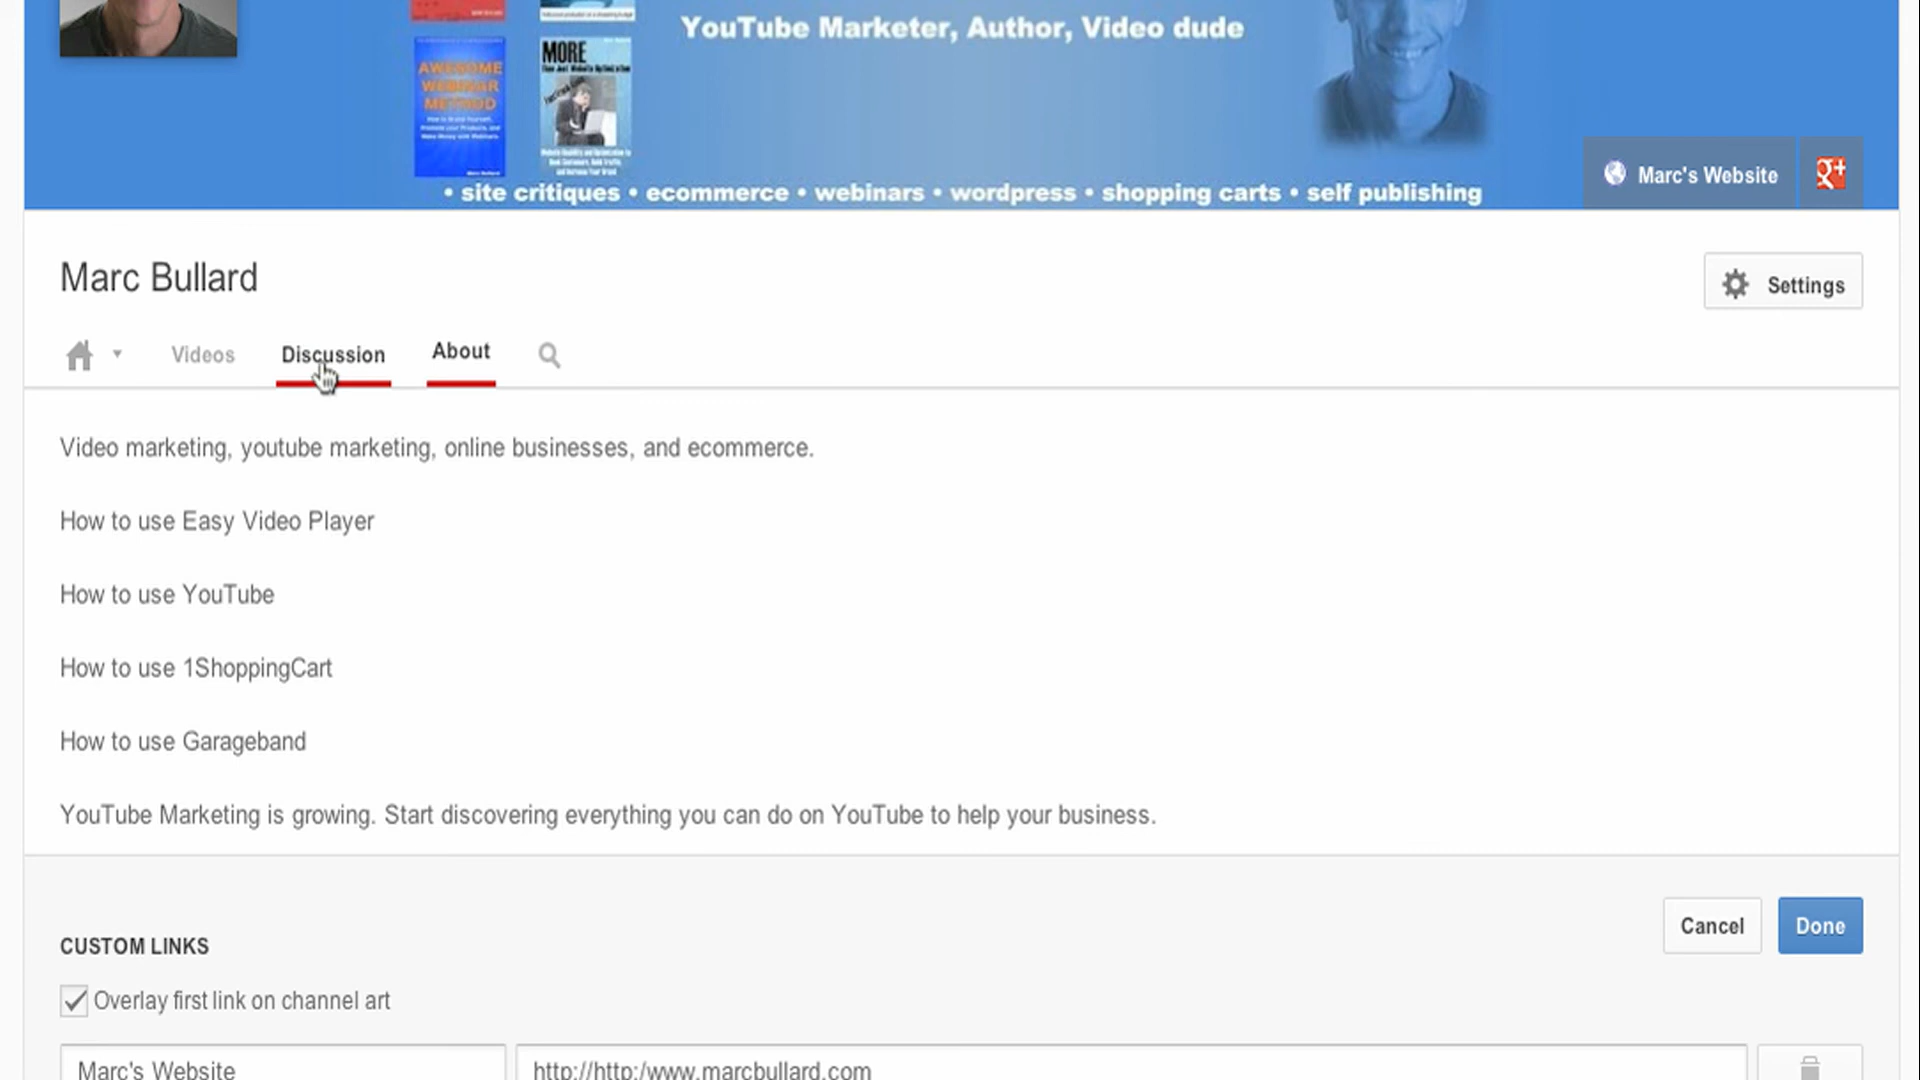 YouTube Marketer, Author, Video dude
AWESOME
WEBINAR
METHOD
MORE
• site critiques • ecommerce • webinars • wordpress • shopping carts • self publishing
Marc's Website
g+
Marc Bullard
Settings
Videos
Discussion
About
Video marketing, youtube marketing, online businesses, and ecommerce.
How to use Easy Video Player
How to use YouTube
How to use 1ShoppingCart
How to use Garageband
YouTube Marketing is growing. Start discovering everything you can do on YouTube to help your business.
Cancel
Done
CUSTOM LINKS
Overlay first link on channel art
Marc's Website
http://http:/www.marcbullard.com